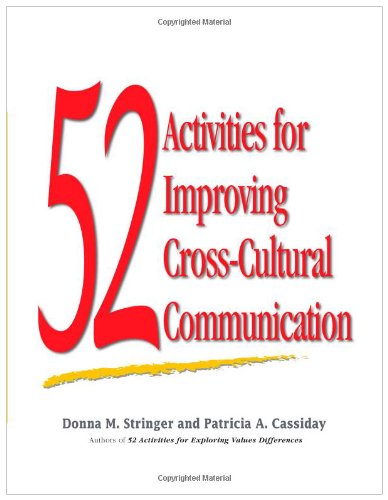 Copyrighted Material
52 Activities for
Improving
Cross-Cultural
Communication
Donna M. Stringer and Patricia A. Cassiday
Authors of 52 Activities for Exploring Values Differences
Copyrighted Material